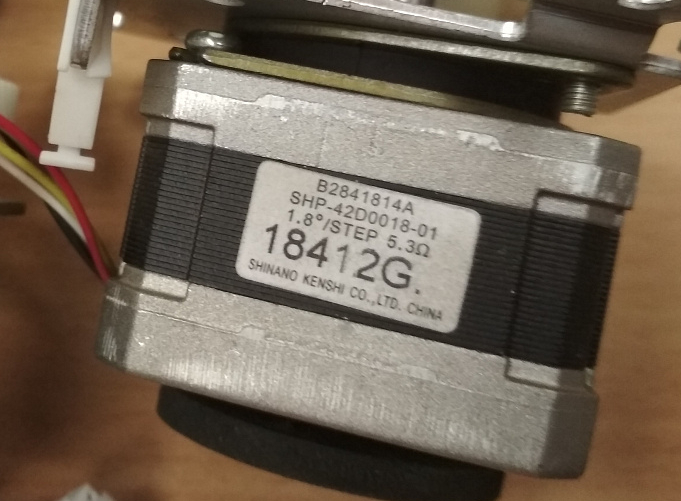 B2841814A
SHP-42D0018-01
1.8°/STEP 5.3Ω
18412G.
SHINANO KENSHI CO.,LTD. CHINA